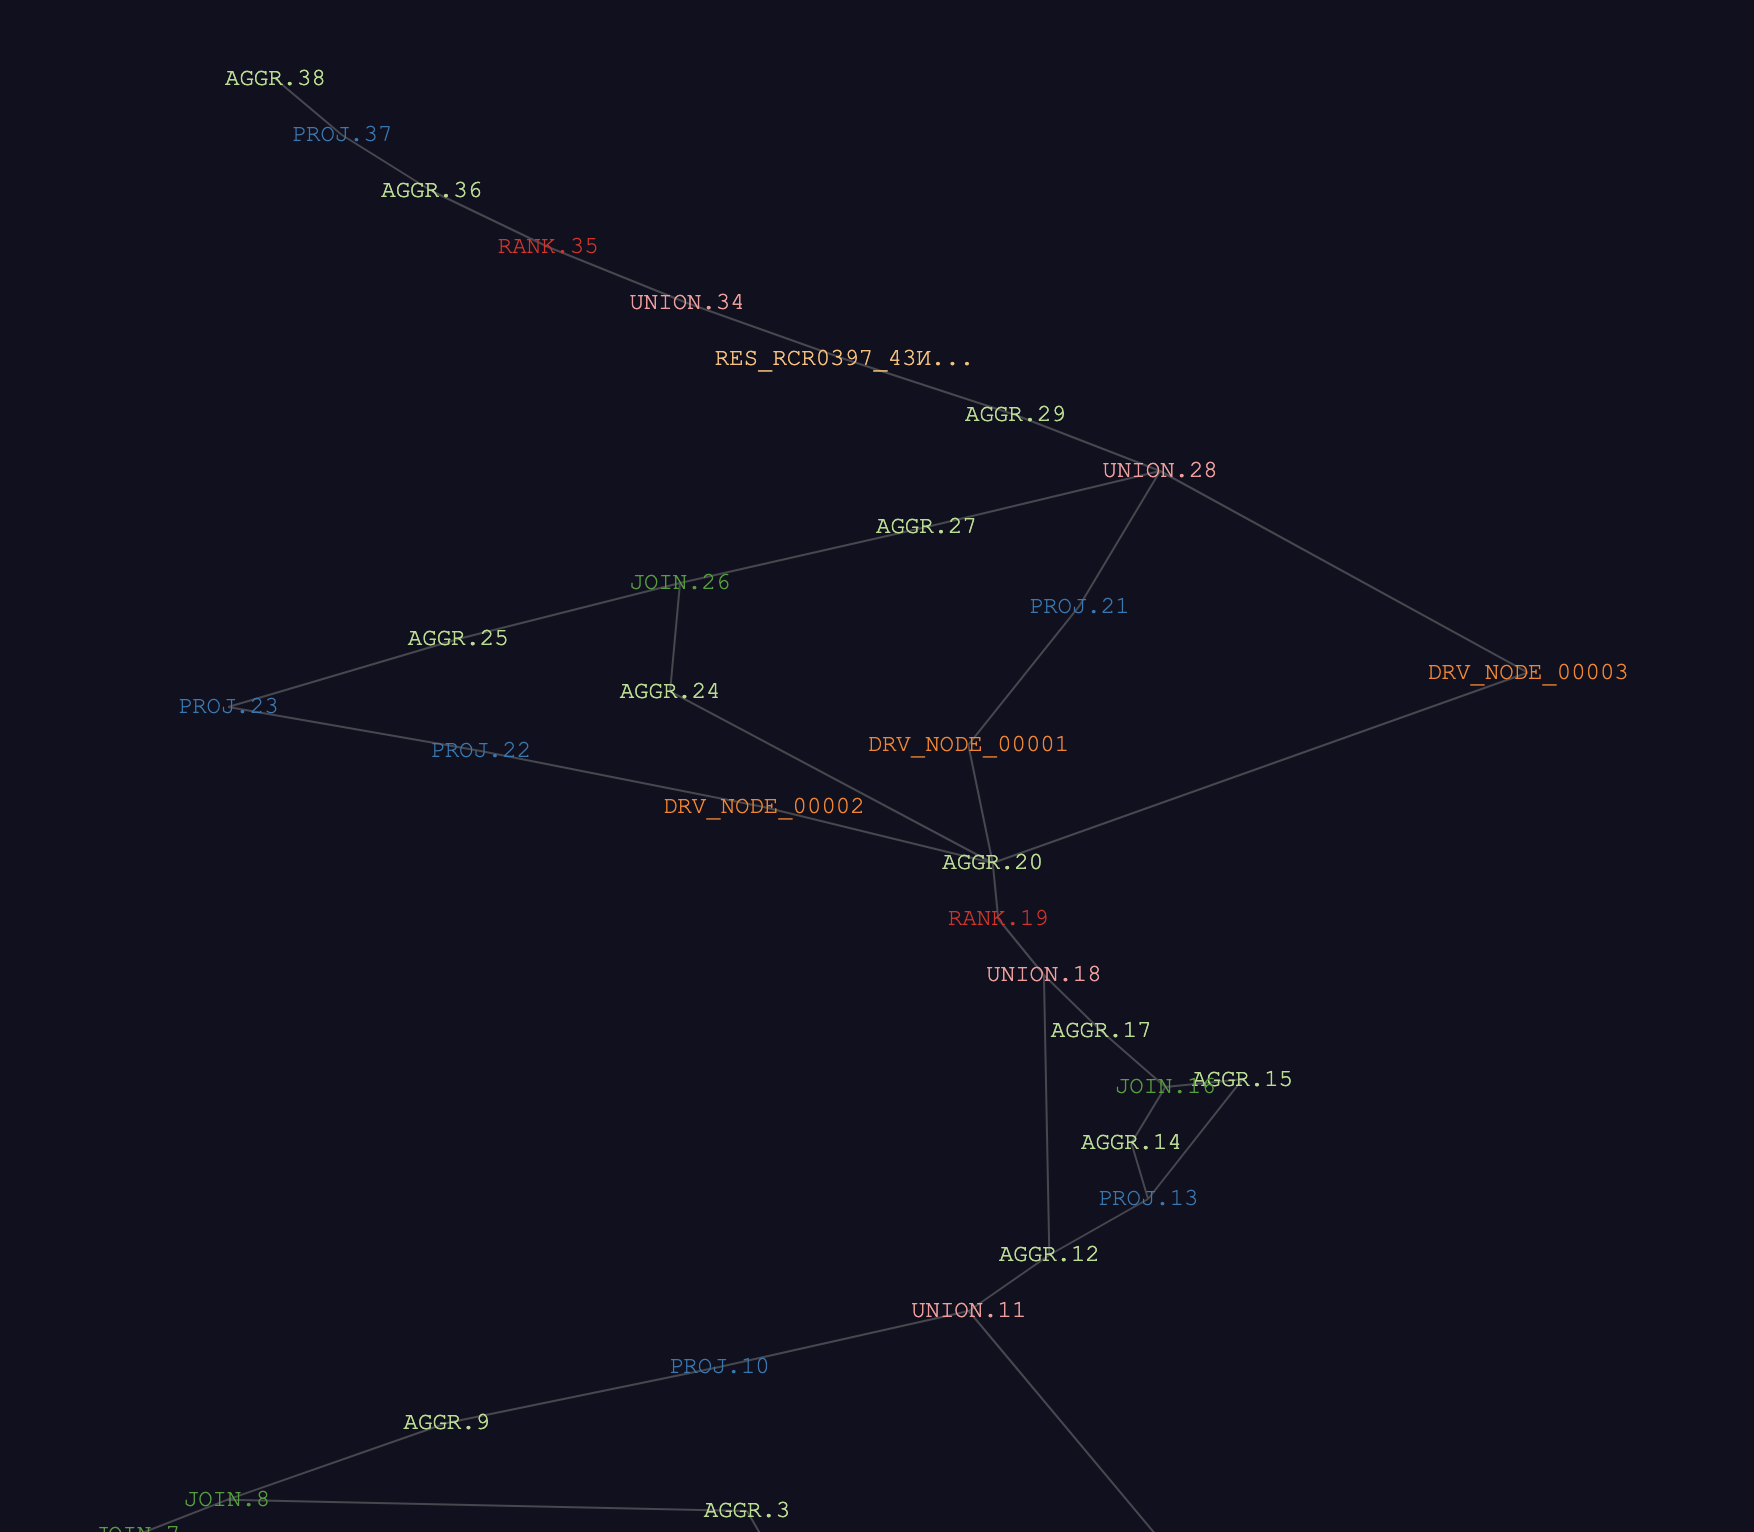 AGGR.38
PROJ.37
AGGR.36
RANK.35
UNION.34
RES_RCR0397_43И...
AGGR.29
UNION.28
AGGR.27
JOIN.26
PROJ.21
AGGR.25
DRV_NODE_00003
AGGR.24
PROJ.23
DRV_NODE_00001
PROJ.22
DRV_NODE_00002
AGGR.20
RANK.19
UNION.18
AGGR.17
AGGR.15
JOIN.16
AGGR.14
PROJ.13
AGGR.12
UNION.11
PROJ.10
AGGR.9
JOIN.8
AGGR.3
JOIN.7